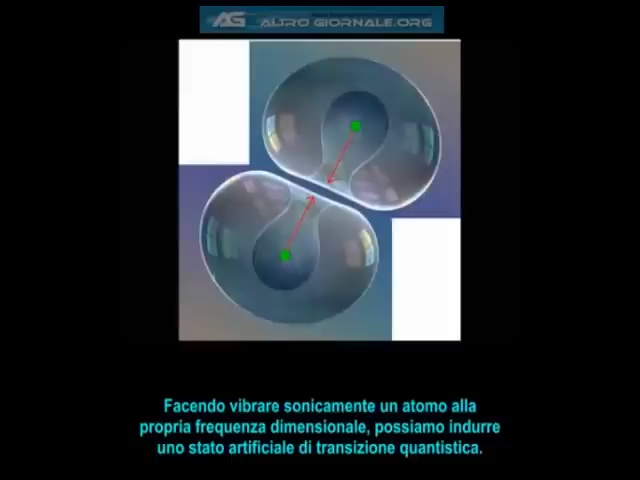 AG ALTRO GIORNALE.ORG
Facendo vibrare sonicamente un atomo alla
propria frequenza dimensionale, possiamo indurre
uno stato artificiale di transizione quantistica.